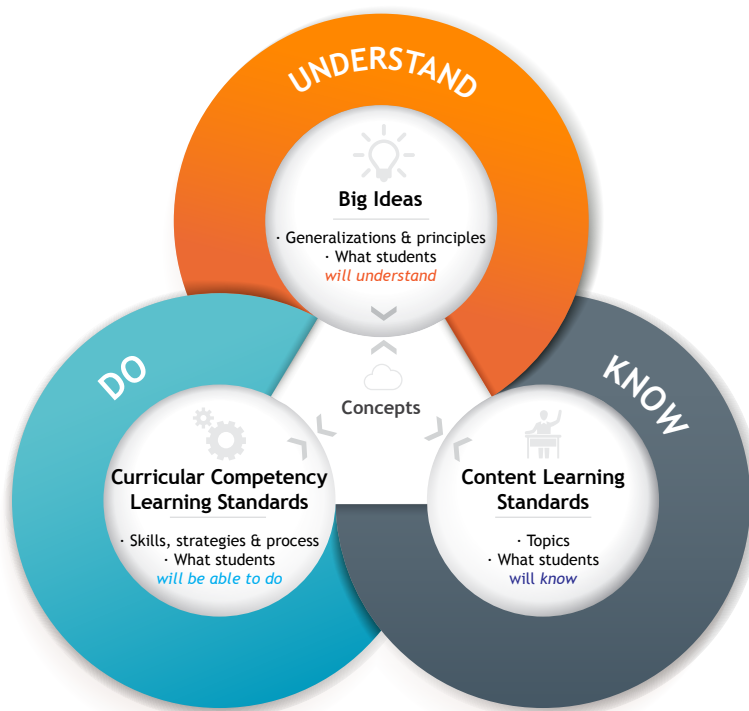 UNDERSTAND
Big Ideas
· Generalizations & principles
· What students
will understand
DO
KNOW
Concepts
Curricular Competency
Learning Standards
· Skills, strategies & process
· What students
will be able to do
Content Learning
Standards
· Topics
· What students
will know